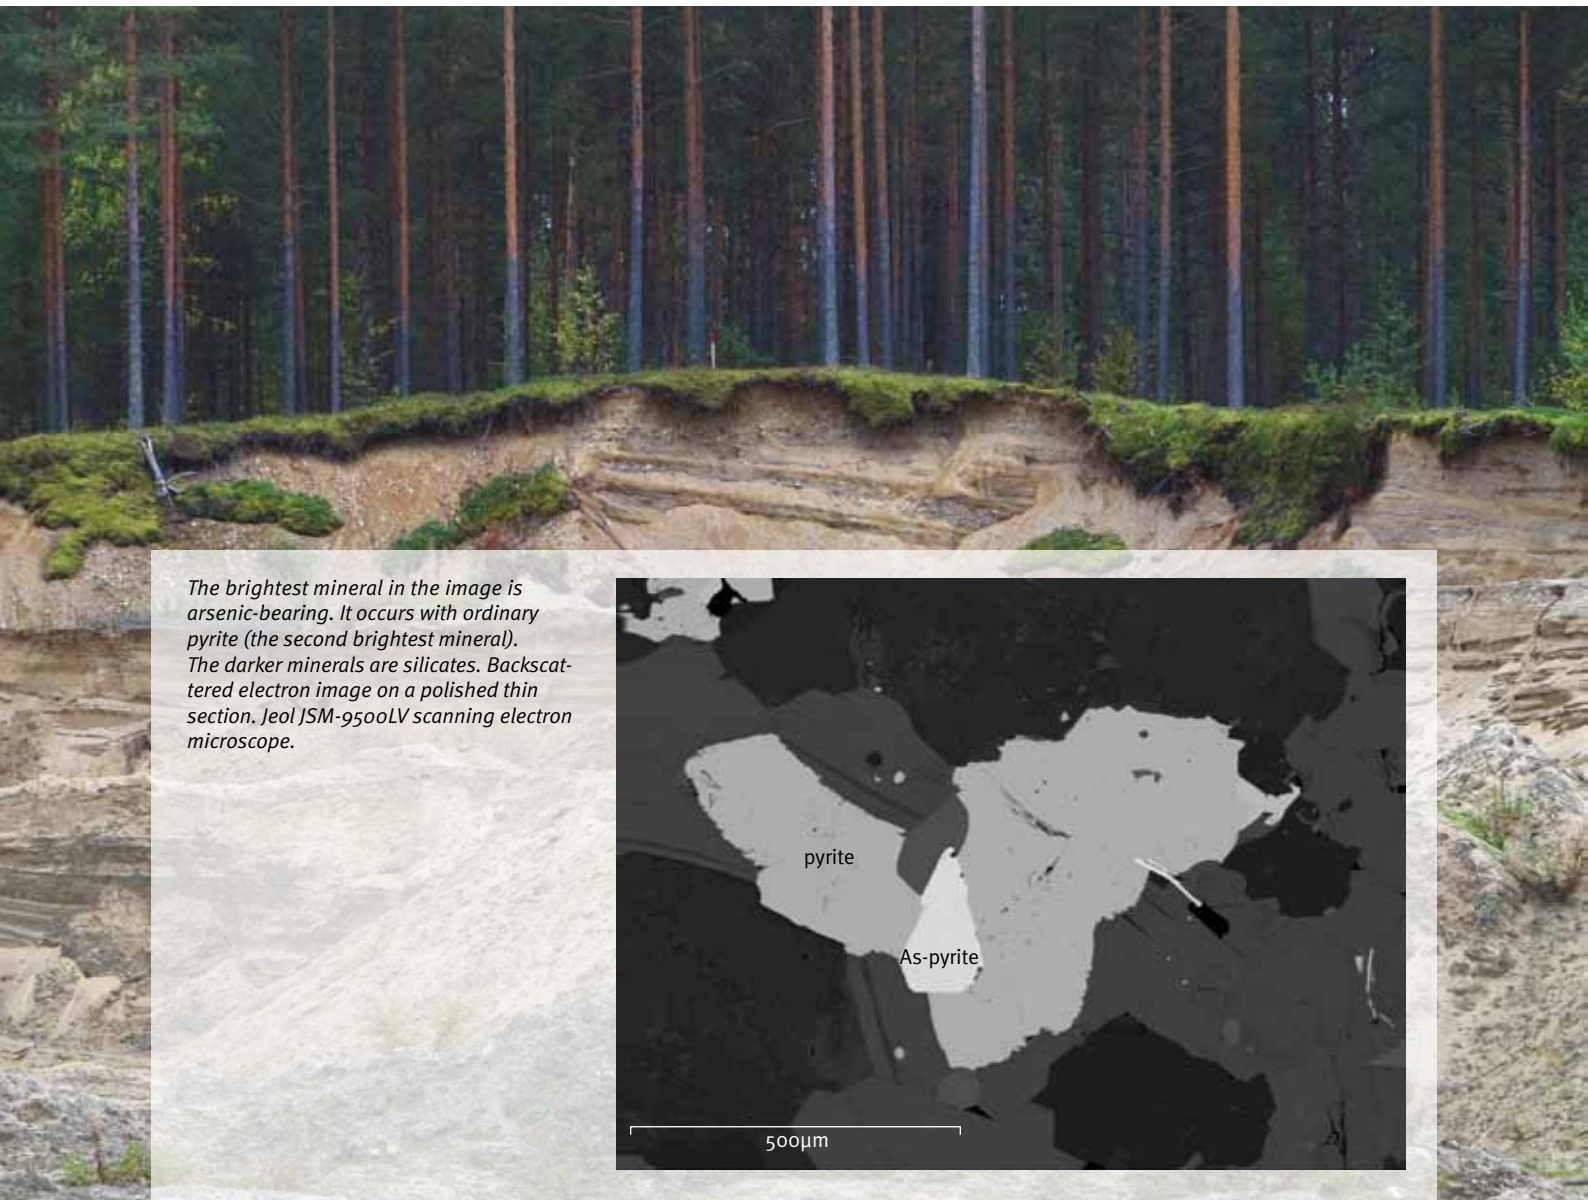 The brightest mineral in the image is
arsenic-bearing. It occurs with ordinary
pyrite (the second brightest mineral).
The darker minerals are silicates. Backscat-
tered electron image on a polished thin
section. Jeol JSM-9500LV scanning electron
microscope.
pyrite
As-pyrite
500µm